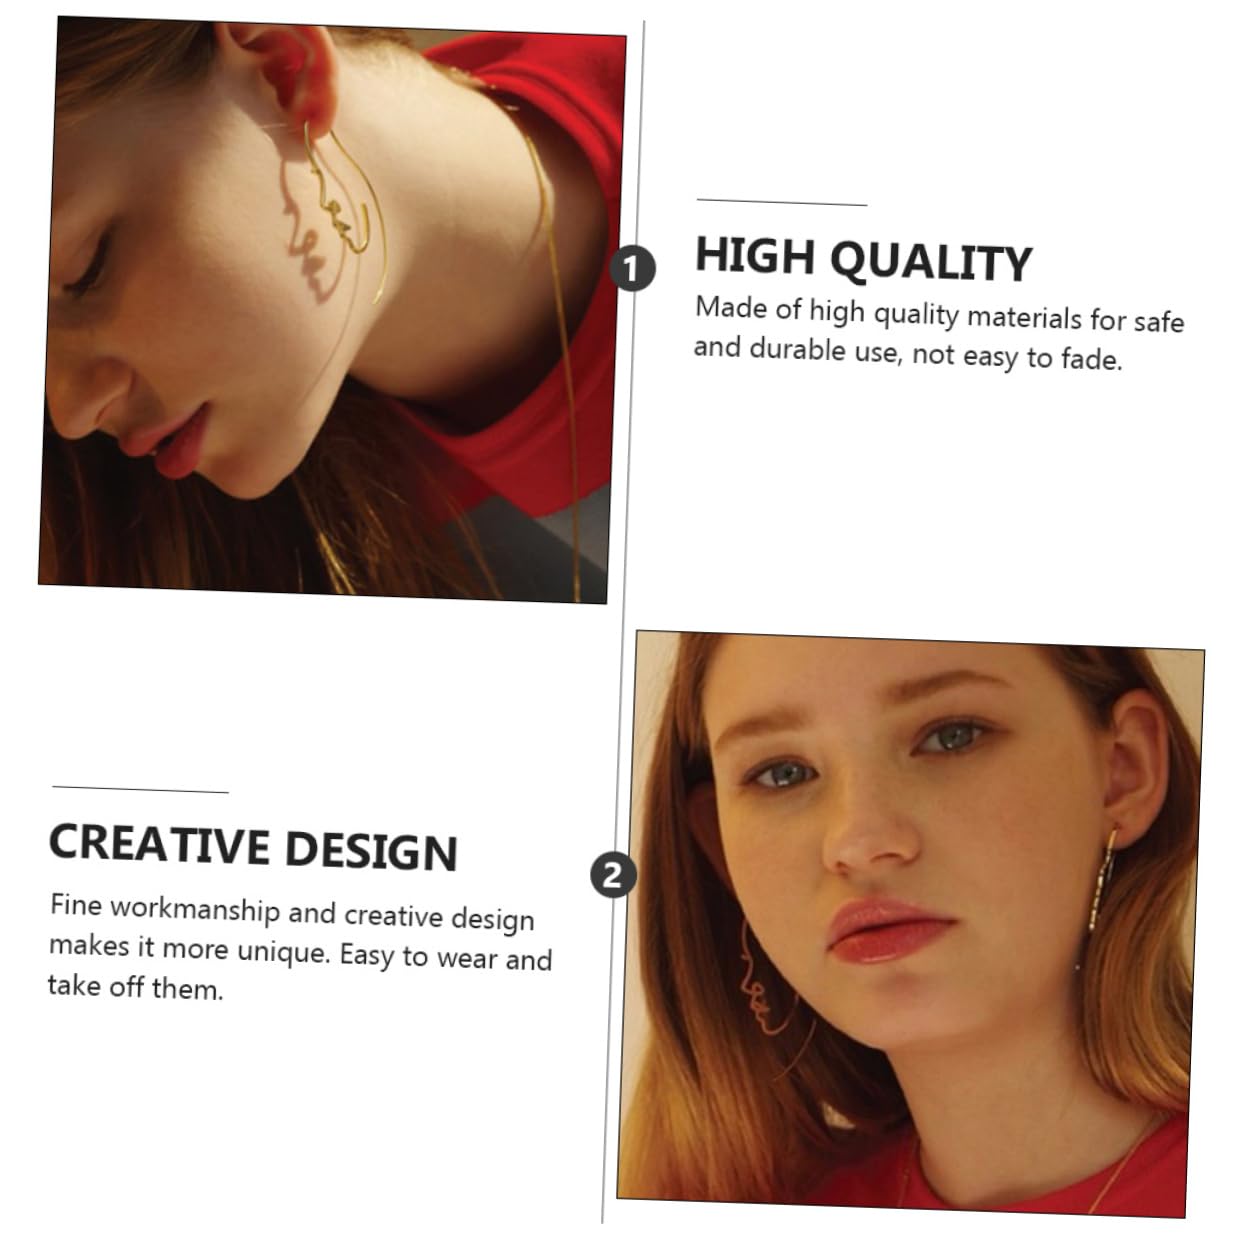 1
HIGH QUALITY
Made of high quality materials for safe
and durable use, not easy to fade.
2
CREATIVE DESIGN
Fine workmanship and creative design
makes it more unique. Easy to wear and
take off them.